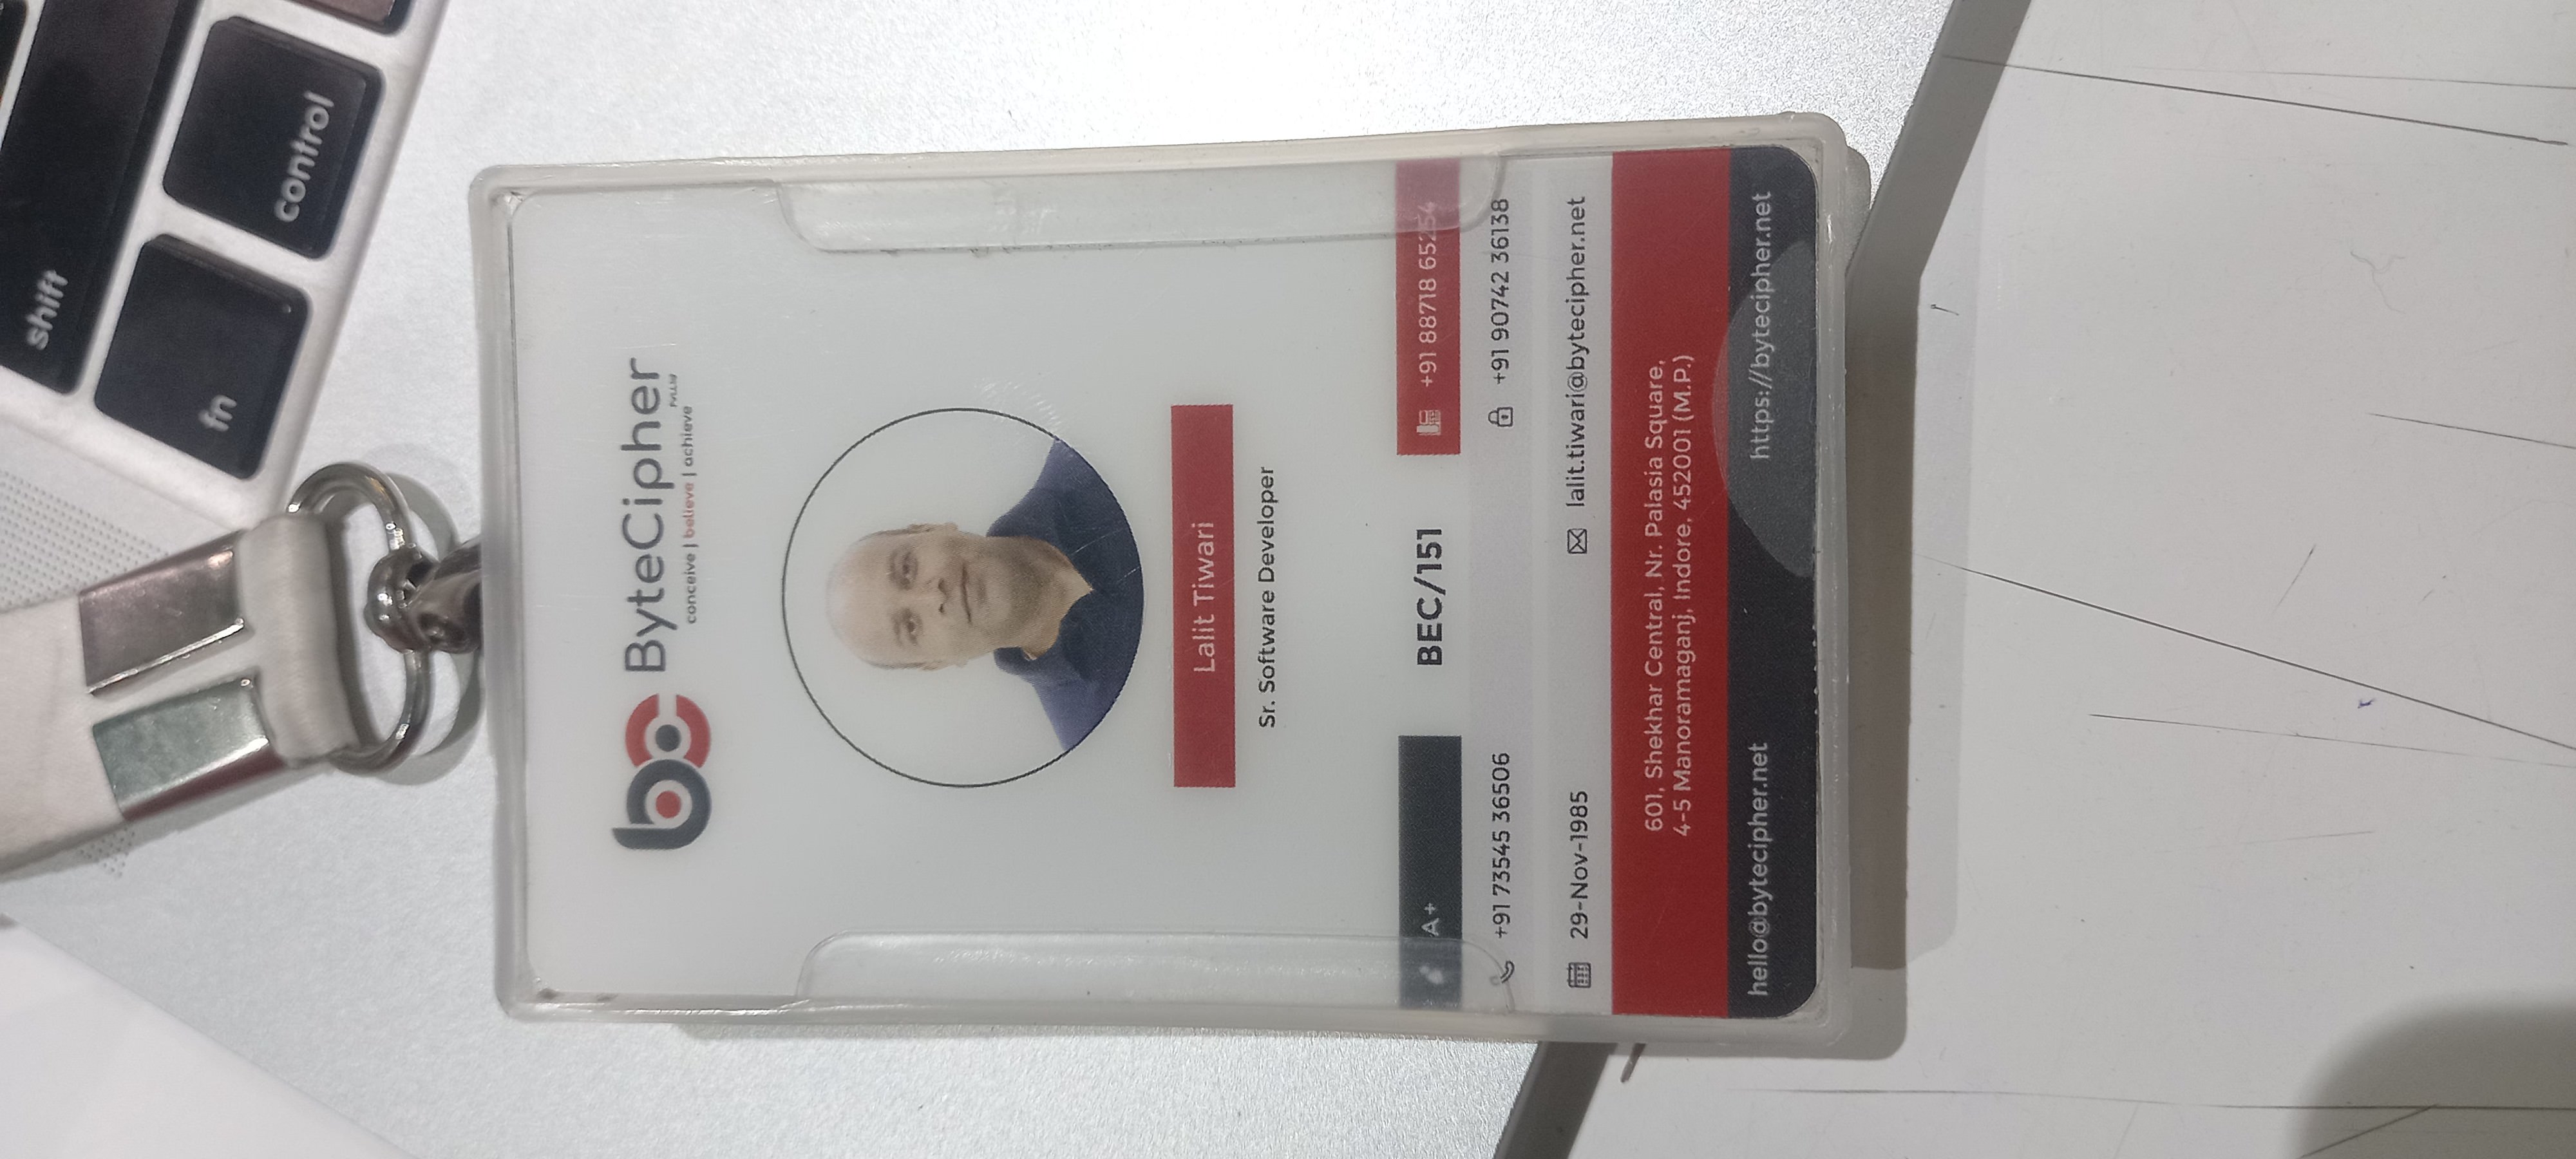 shift
fn
control
bc ByteCipher
Pvt.Ltd
conceive | believe | achieve
Lalit Tiwari
Sr. Software Developer
A+ BEC/151 +91 88718 65254
+91 73545 36506 +91 90742 36138
29-Nov-1985 lalit.tiwari@bytecipher.net
601, Shekhar Central, Nr. Palasia Square,
4-5 Manoramaganj, Indore, 452001 (M.P.)
hello@bytecipher.net https://bytecipher.net